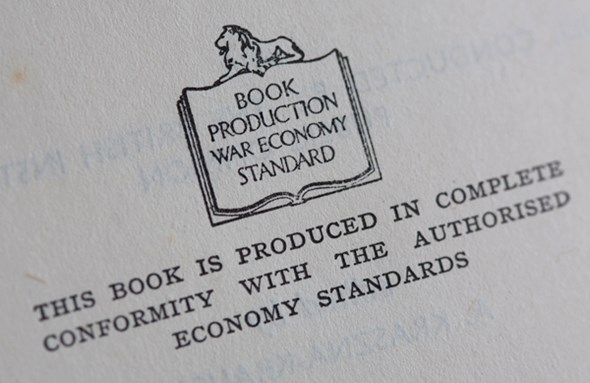 BOOK
PRODUCTION
WAR ECONOMY
STANDARD
THIS BOOK IS PRODUCED IN COMPLETE
CONFORMITY WITH THE AUTHORISED
ECONOMY STANDARDS